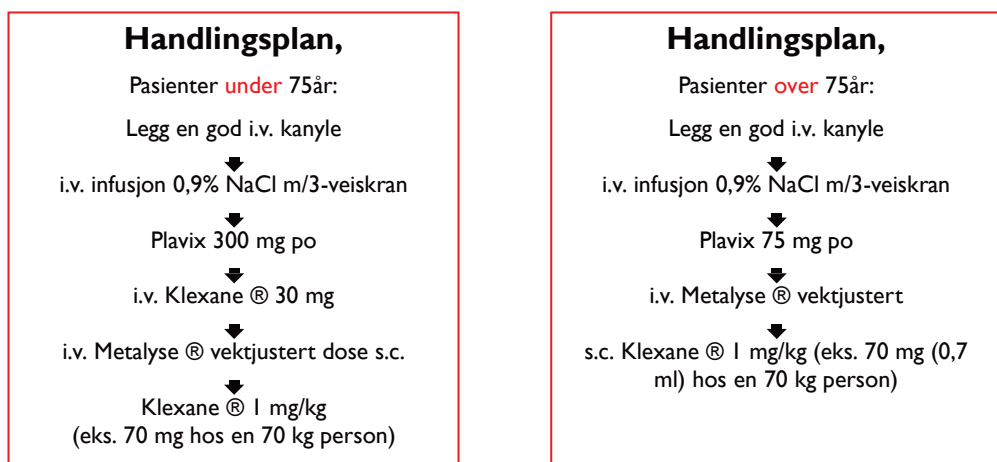 Handlingsplan,
Pasienter under 75år:
Legg en god i.v. kanyle
i.v. infusjon 0,9% NaCl m/3-veiskran
Plavix 300 mg po
i.v. Klexane ® 30 mg
i.v. Metalyse ® vektjustert dose s.c.
Klexane ® 1 mg/kg
(eks. 70 mg hos en 70 kg person)
Handlingsplan,
Pasienter over 75år:
Legg en god i.v. kanyle
i.v. infusjon 0,9% NaCl m/3-veiskran
Plavix 75 mg po
i.v. Metalyse ® vektjustert
s.c. Klexane ® 1 mg/kg (eks. 70 mg (0,7
ml) hos en 70 kg person)